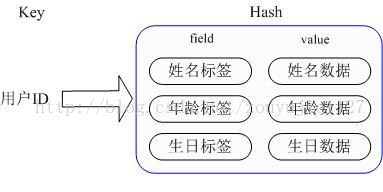 Key
Hash
field
value
用户ID
姓名标签
姓名数据
年龄标签
年龄数据
生日标签
生日数据